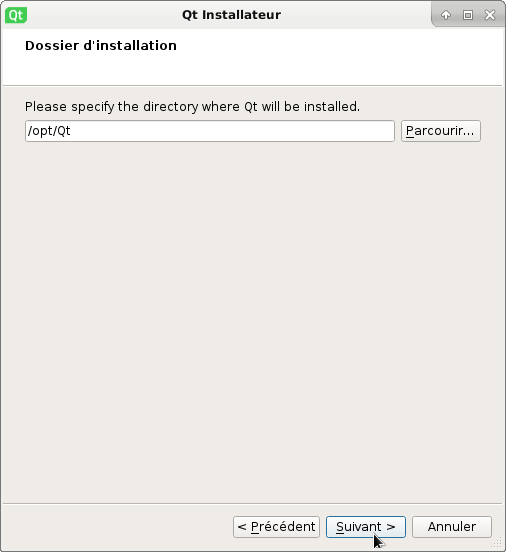 Qt Qt Installateur
Dossier d'installation
Please specify the directory where Qt will be installed.
/opt/Qt Parcourir...
< Précédent Suivant > Annuler